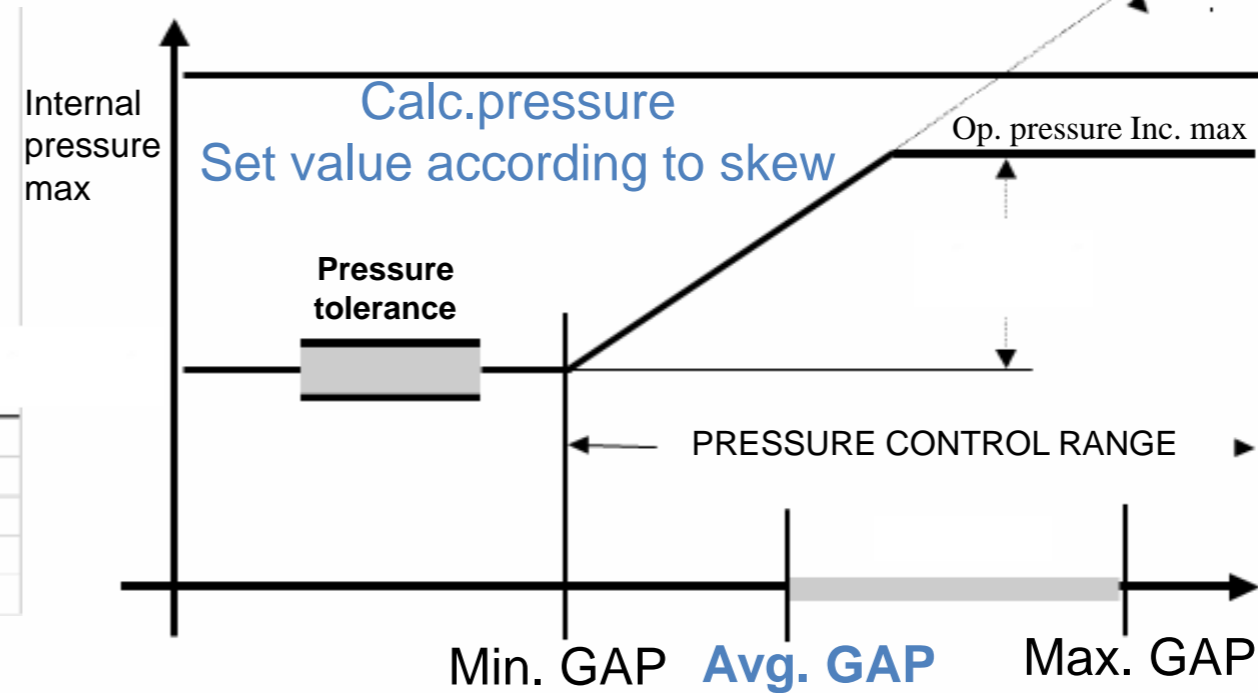 Internal
pressure
max
Calc.pressure
Set value according to skew
Op. pressure Inc. max
Pressure
tolerance
PRESSURE CONTROL RANGE
Min. GAP
Avg. GAP
Max. GAP